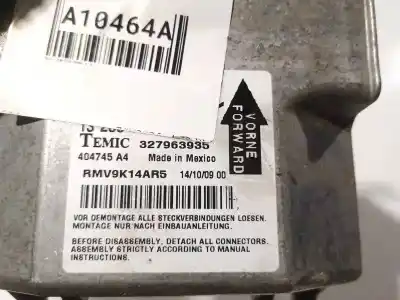 A10464A
TEMIC 327963935
404745 A4 Made in Mexico
RMV9K14AR5 14/10/09 00
VORNE
FORWARD
VOR DEMONTAGE ALLE STECKVERBINDUNGEN LOESEN.
MONTAGE NUR NACH EINBAUANLEITUNG.
BEFORE DISASSEMBLY, DETACH ALL CONNECTORS.
ASSEMBLY STRICTLY ACCORDING TO MANUAL
INSTRUCTIONS.